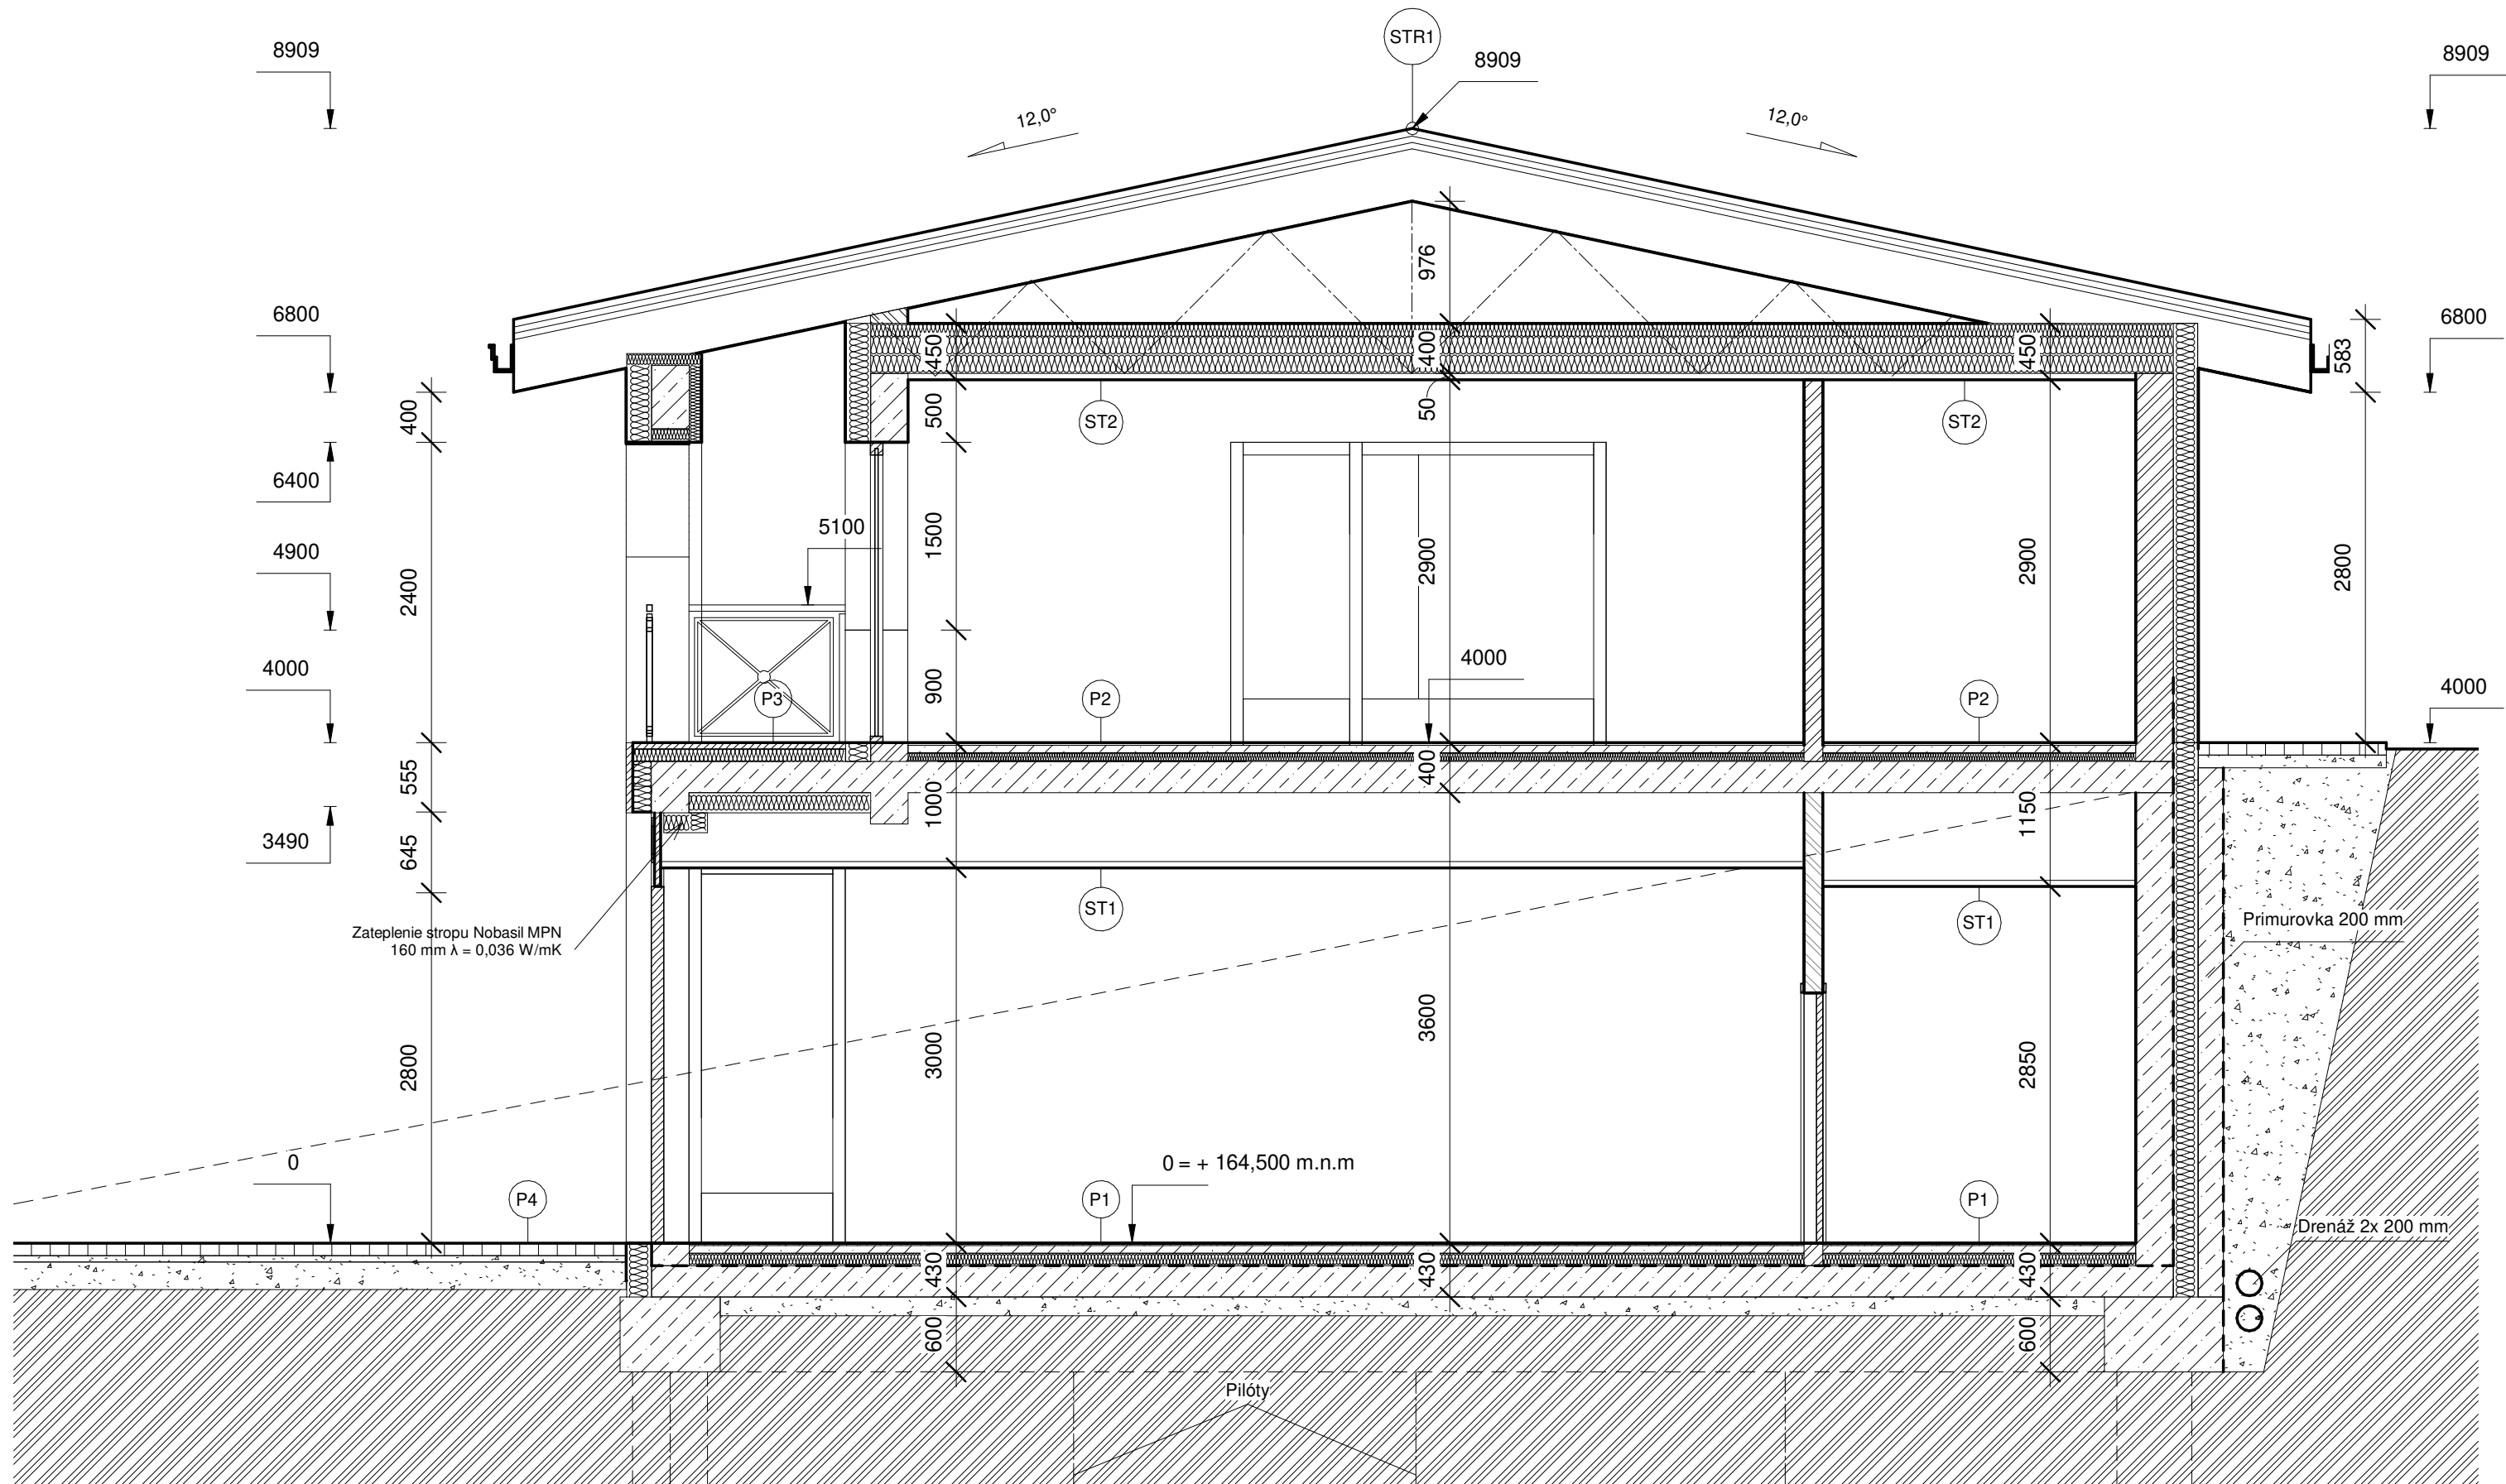 STR1
8909
8909
8909
12,0°
12,0°
976
6800
6800
450
400
450
583
400
500
50
ST2
ST2
6400
5100
1500
4900
2400
2900
2900
2800
4000
4000
4000
P3
900
P2
P2
555
400
1000
1150
3490
645
ST1
ST1
Zateplenie stropu Nobasil MPN
160 mm λ = 0,036 W/mK
Primurovka 200 mm
3600
3000
2800
2850
0
0 = + 164,500 m.n.m
P4
P1
P1
Drenáž 2x 200 mm
430
430
430
600
600
Pilóty